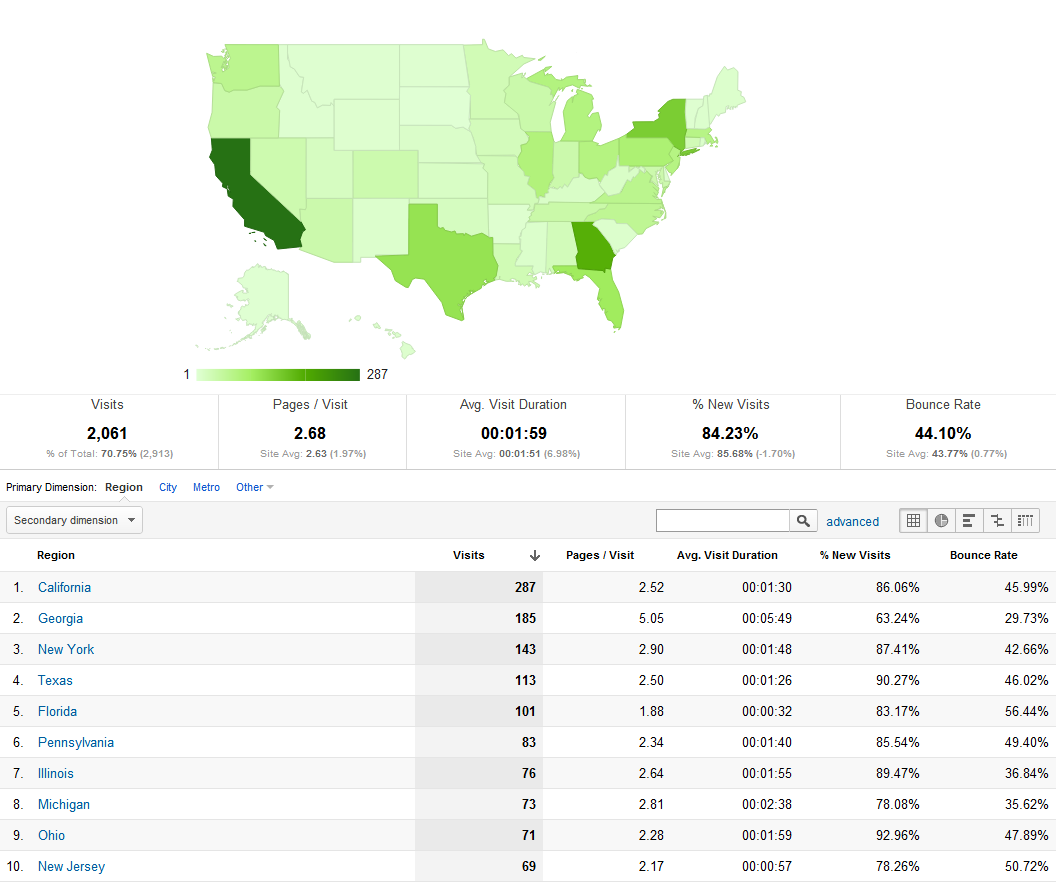 1 287
Visits Pages / Visit Avg. Visit Duration % New Visits Bounce Rate
2,061 2.68 00:01:59 84.23% 44.10%
% of Total: 70.75% (2,913) Site Avg: 2.63 (1.97%) Site Avg: 00:01:51 (6.98%) Site Avg: 85.68% (-1.70%) Site Avg: 43.77% (0.77%)
Primary Dimension: Region City Metro Other
Secondary dimension advanced
Region Visits Pages / Visit Avg. Visit Duration % New Visits Bounce Rate
1. California 287 2.52 00:01:30 86.06% 45.99%
2. Georgia 185 5.05 00:05:49 63.24% 29.73%
3. New York 143 2.90 00:01:48 87.41% 42.66%
4. Texas 113 2.50 00:01:26 90.27% 46.02%
5. Florida 101 1.88 00:00:32 83.17% 56.44%
6. Pennsylvania 83 2.34 00:01:40 85.54% 49.40%
7. Illinois 76 2.64 00:01:55 89.47% 36.84%
8. Michigan 73 2.81 00:02:38 78.08% 35.62%
9. Ohio 71 2.28 00:01:59 92.96% 47.89%
10. New Jersey 69 2.17 00:00:57 78.26% 50.72%